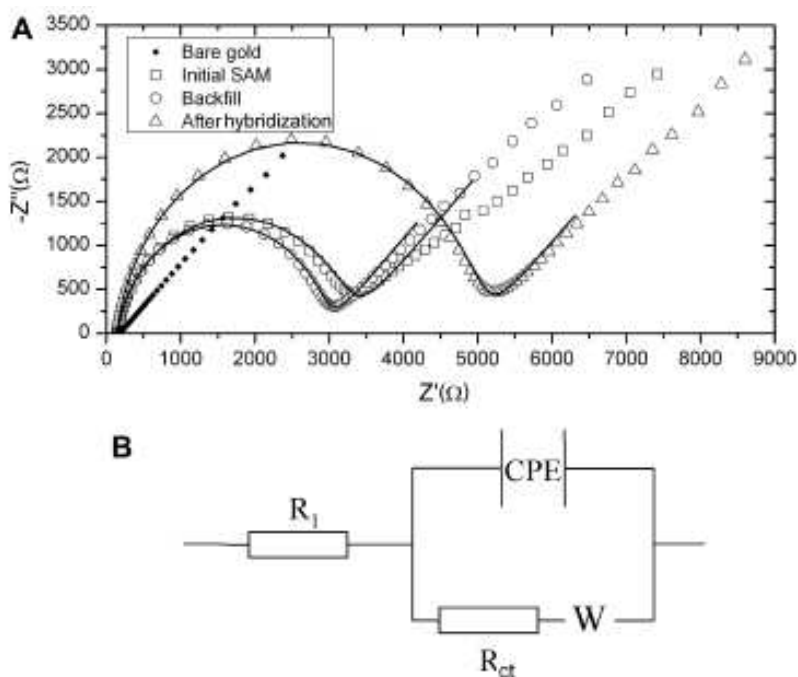 A
3500
3000
2500
2000
1500
1000
500
0
-Z"(Ω)
Bare gold
Initial SAM
Backfill
After hybridization
0 1000 2000 3000 4000 5000 6000 7000 8000 9000
Z'(Ω)
B
CPE
R1
W
Rct